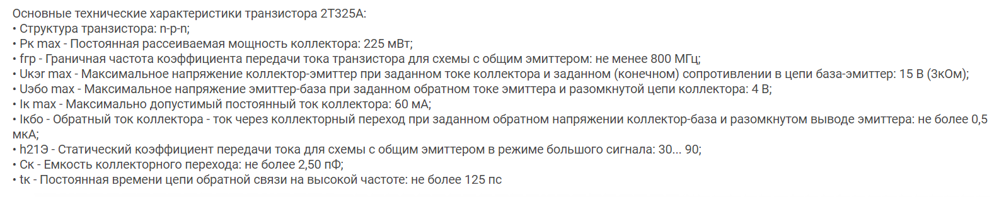 Основные технические характеристики транзистора 2Т325А:
• Структура транзистора: n-p-n;
• Рк max - Постоянная рассеиваемая мощность коллектора: 225 мВт;
• fгр - Граничная частота коэффициента передачи тока транзистора для схемы с общим эмиттером: не менее 800 МГц;
• Uкэr max - Максимальное напряжение коллектор-эмиттер при заданном токе коллектора и заданном (конечном) сопротивлении в цепи база-эмиттер: 15 В (3кОм);
• Uэбо max - Максимальное напряжение эмиттер-база при заданном обратном токе эмиттера и разомкнутой цепи коллектора: 4 В;
• Iк max - Максимально допустимый постоянный ток коллектора: 60 мА;
• Iкбо - Обратный ток коллектора - ток через коллекторный переход при заданном обратном напряжении коллектор-база и разомкнутом выводе эмиттера: не более 0,5
мкА;
• h21Э - Статический коэффициент передачи тока для схемы с общим эмиттером в режиме большого сигнала: 30... 90;
• Ск - Емкость коллекторного перехода: не более 2,50 пФ;
• tк - Постоянная времени цепи обратной связи на высокой частоте: не более 125 пс